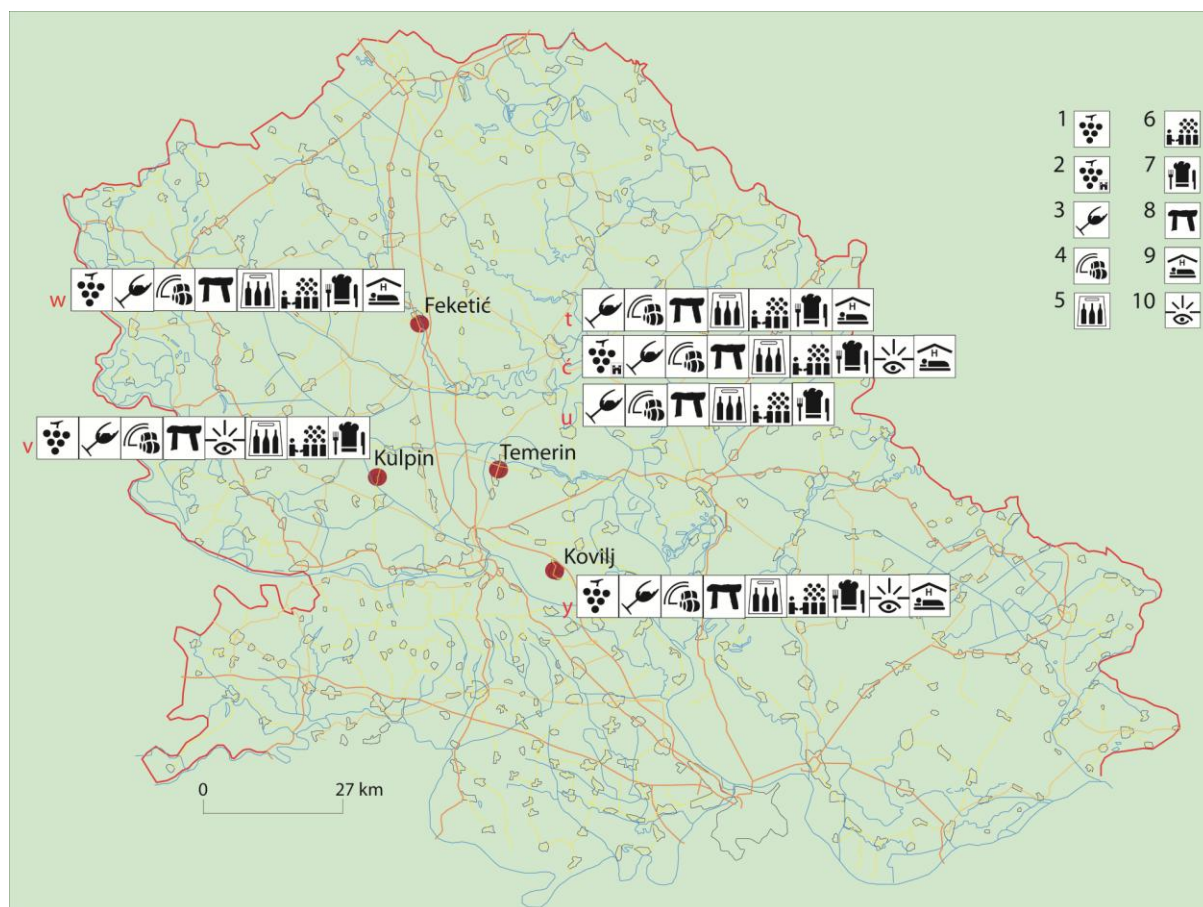 1 6
2 7
3 8
4 9
5 10
w
Feketić
t
ć
u
v
Kulpin
Temerin
Kovilj
y
0 27 km